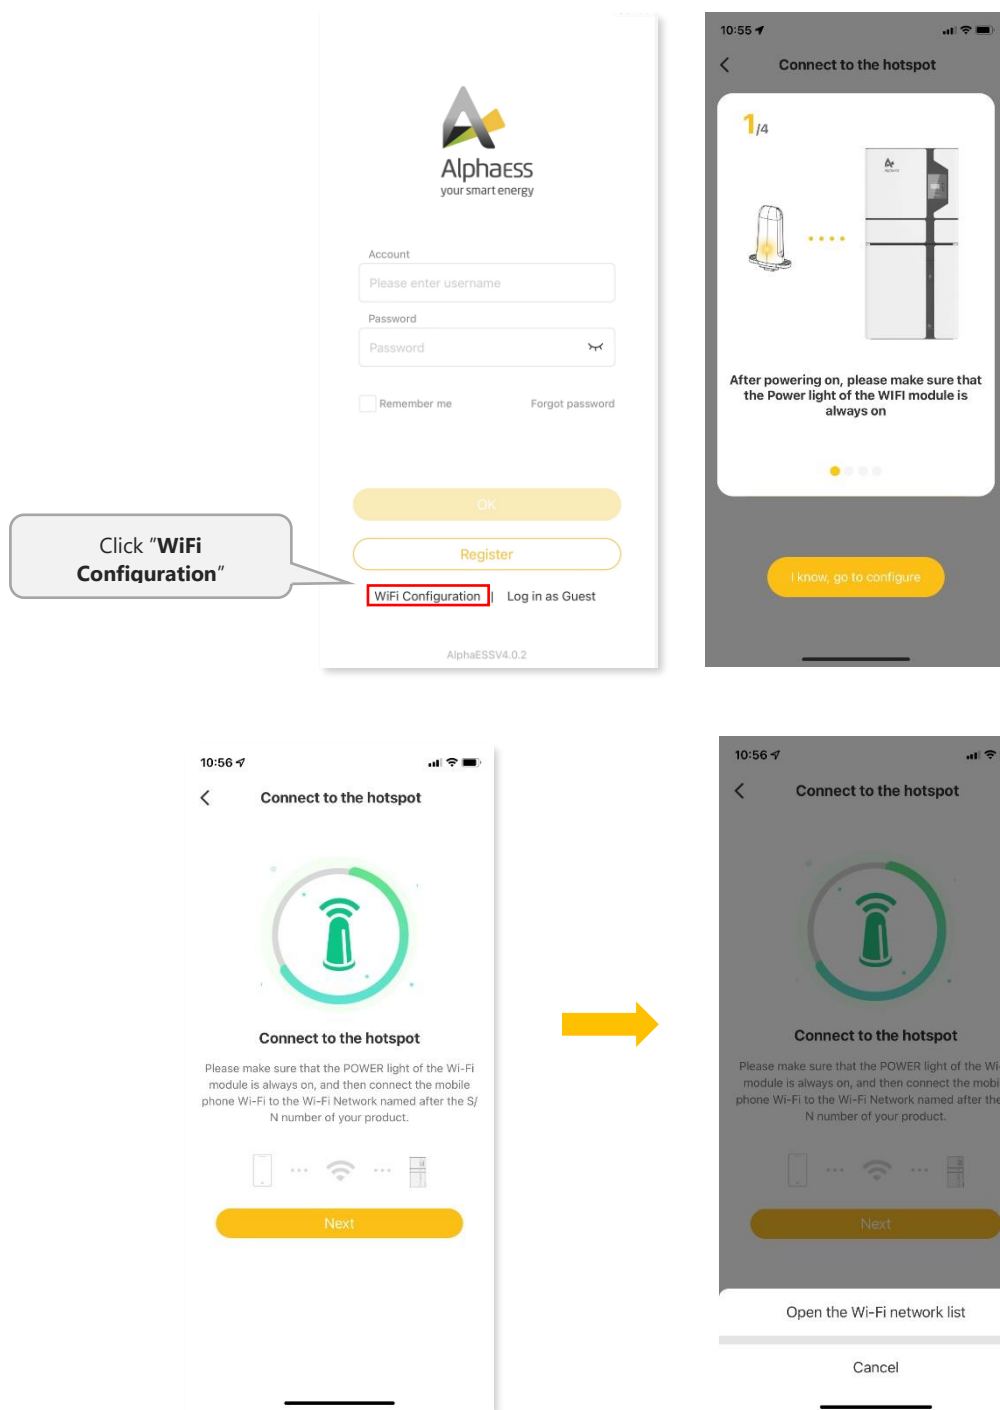 AlphaESS
your smart energy
Account
Please enter username
Password
Password
Remember me
Forgot password
OK
Register
WiFi Configuration | Log in as Guest
AlphaESSV4.0.2
Click "WiFi
Configuration"
10:55
Connect to the hotspot
1/4
After powering on, please make sure that
the Power light of the WIFI module is
always on
I know, go to configure
10:56
Connect to the hotspot
Connect to the hotspot
Please make sure that the POWER light of the Wi-Fi
module is always on, and then connect the mobile
phone Wi-Fi to the Wi-Fi Network named after the S/
N number of your product.
Next
10:56
Connect to the hotspot
Connect to the hotspot
Please make sure that the POWER light of the Wi-
module is always on, and then connect the mobi
phone Wi-Fi to the Wi-Fi Network named after the
N number of your product.
Next
Open the Wi-Fi network list
Cancel